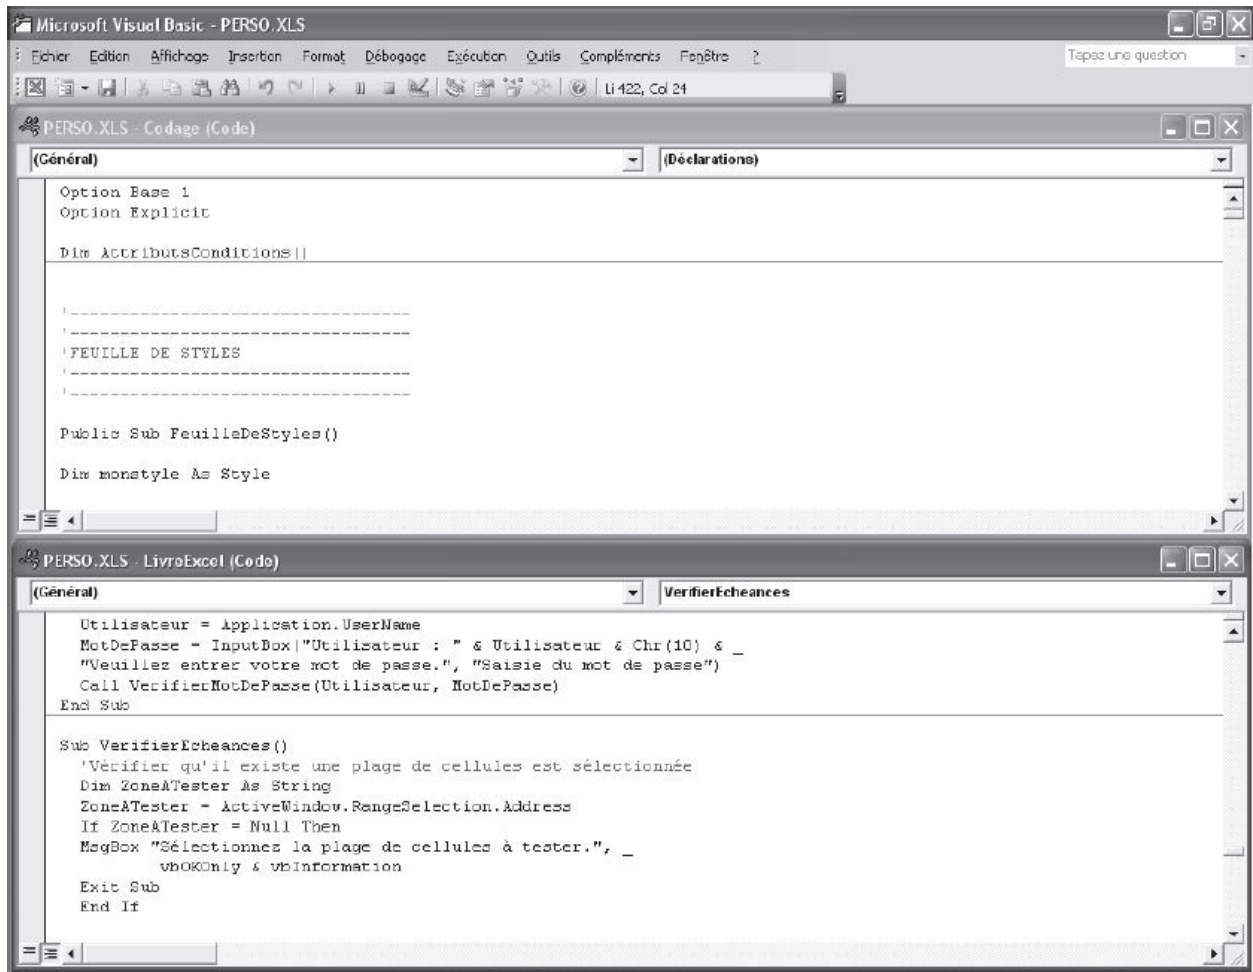 Microsoft Visual Basic - PERSO.XLS
Fichier Edition Affichage Insertion Format Débogage Exécution Outils Compléments Fenêtre ?
Tapez une question
Li 422, Col 24
PERSO.XLS - Codage (Code)
(Général) (Déclarations)
Option Base 1
Option Explicit
Dim AttributsConditions()
'----------------------------------
'----------------------------------
'FEUILLE DE STYLES
'----------------------------------
'----------------------------------
Public Sub FeuilleDeStyles()
Dim monstyle As Style
PERSO.XLS - LivreExcel (Code)
(Général) VerifierEcheances
Utilisateur = Application.UserName
MotDePasse = InputBox("Utilisateur : " & Utilisateur & Chr(10) & _
"Veuillez entrer votre mot de passe.", "Saisie du mot de passe")
Call VerifierMotDePasse(Utilisateur, MotDePasse)
End Sub
Sub VerifierEcheances()
'Vérifier qu'il existe une plage de cellules est sélectionnée
Dim ZoneATester As String
ZoneATester = ActiveWindow.RangeSelection.Address
If ZoneATester = Null Then
MsgBox "Sélectionnez la plage de cellules à tester.", _
vbOKOnly & vbInformation
Exit Sub
End If